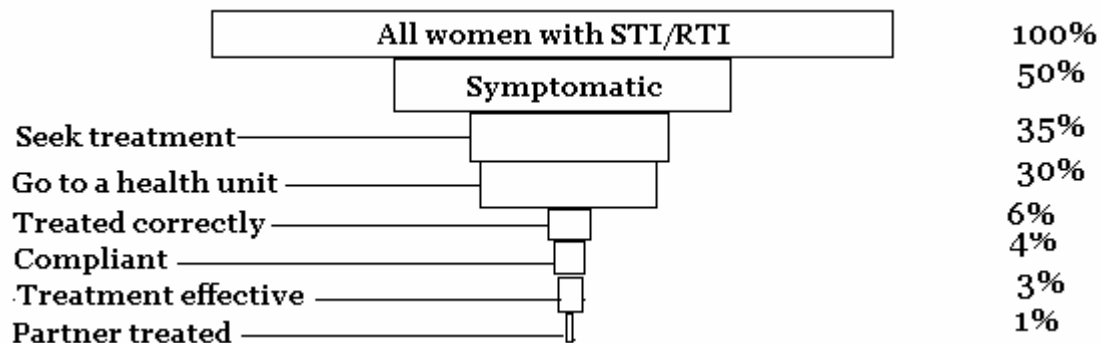 All women with STI/RTI 100%
Symptomatic 50%
Seek treatment 35%
Go to a health unit 30%
Treated correctly 6%
Compliant 4%
Treatment effective 3%
Partner treated 1%